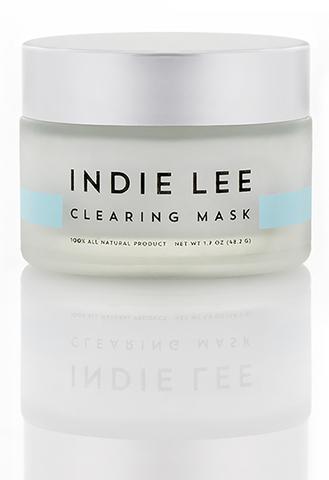 INDIE LEE
CLEARING MASK
100% ALL NATURAL PRODUCT NET WT 1.7 OZ (48.2 G)